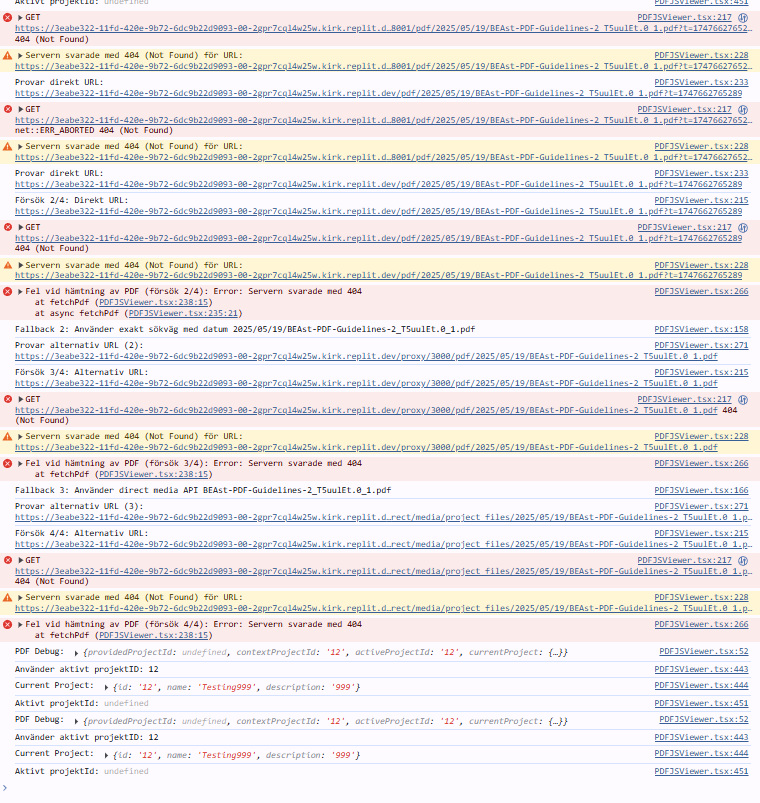 Aktivt projektId: undefined PDFJSViewer.tsx:451
GET PDFJSViewer.tsx:217
https://3eabe322-11fd-420e-9b72-6dc9b22d9093-00-2gpr7cql4w25w.kirk.replit.d…8001/pdf/2025/05/19/BEAst-PDF-Guidelines-2_T5uulEt.0_1.pdf?t=17476627652…
404 (Not Found)
Servern svarade med 404 (Not Found) för URL: PDFJSViewer.tsx:228
https://3eabe322-11fd-420e-9b72-6dc9b22d9093-00-2gpr7cql4w25w.kirk.replit.d…8001/pdf/2025/05/19/BEAst-PDF-Guidelines-2_T5uulEt.0_1.pdf?t=17476627652…
Provar direkt URL: PDFJSViewer.tsx:233
https://3eabe322-11fd-420e-9b72-6dc9b22d9093-00-2gpr7cql4w25w.kirk.replit.dev/pdf/2025/05/19/BEAst-PDF-Guidelines-2_T5uulEt.0_1.pdf?t=1747662765289
GET PDFJSViewer.tsx:217
https://3eabe322-11fd-420e-9b72-6dc9b22d9093-00-2gpr7cql4w25w.kirk.replit.d…8001/pdf/2025/05/19/BEAst-PDF-Guidelines-2_T5uulEt.0_1.pdf?t=17476627652…
net::ERR_ABORTED 404 (Not Found)
Servern svarade med 404 (Not Found) för URL: PDFJSViewer.tsx:228
https://3eabe322-11fd-420e-9b72-6dc9b22d9093-00-2gpr7cql4w25w.kirk.replit.d…8001/pdf/2025/05/19/BEAst-PDF-Guidelines-2_T5uulEt.0_1.pdf?t=17476627652…
Provar direkt URL: PDFJSViewer.tsx:233
https://3eabe322-11fd-420e-9b72-6dc9b22d9093-00-2gpr7cql4w25w.kirk.replit.dev/pdf/2025/05/19/BEAst-PDF-Guidelines-2_T5uulEt.0_1.pdf?t=1747662765289
Försök 2/4: Direkt URL: PDFJSViewer.tsx:215
https://3eabe322-11fd-420e-9b72-6dc9b22d9093-00-2gpr7cql4w25w.kirk.replit.dev/pdf/2025/05/19/BEAst-PDF-Guidelines-2_T5uulEt.0_1.pdf?t=1747662765289
GET PDFJSViewer.tsx:217
https://3eabe322-11fd-420e-9b72-6dc9b22d9093-00-2gpr7cql4w25w.kirk.replit.dev/pdf/2025/05/19/BEAst-PDF-Guidelines-2_T5uulEt.0_1.pdf?t=1747662765289
404 (Not Found)
Servern svarade med 404 (Not Found) för URL: PDFJSViewer.tsx:228
https://3eabe322-11fd-420e-9b72-6dc9b22d9093-00-2gpr7cql4w25w.kirk.replit.dev/pdf/2025/05/19/BEAst-PDF-Guidelines-2_T5uulEt.0_1.pdf?t=1747662765289
Fel vid hämtning av PDF (försök 2/4): Error: Servern svarade med 404 PDFJSViewer.tsx:266
at fetchPdf (PDFJSViewer.tsx:238:15)
at async fetchPdf (PDFJSViewer.tsx:235:21)
Fallback 2: Använder exakt sökväg med datum 2025/05/19/BEAst-PDF-Guidelines-2_T5uulEt.0_1.pdf PDFJSViewer.tsx:158
Provar alternativ URL (2): PDFJSViewer.tsx:271
https://3eabe322-11fd-420e-9b72-6dc9b22d9093-00-2gpr7cql4w25w.kirk.replit.dev/proxy/3000/pdf/2025/05/19/BEAst-PDF-Guidelines-2_T5uulEt.0_1.pdf
Försök 3/4: Alternativ URL: PDFJSViewer.tsx:215
https://3eabe322-11fd-420e-9b72-6dc9b22d9093-00-2gpr7cql4w25w.kirk.replit.dev/proxy/3000/pdf/2025/05/19/BEAst-PDF-Guidelines-2_T5uulEt.0_1.pdf
GET PDFJSViewer.tsx:217
https://3eabe322-11fd-420e-9b72-6dc9b22d9093-00-2gpr7cql4w25w.kirk.replit.dev/proxy/3000/pdf/2025/05/19/BEAst-PDF-Guidelines-2_T5uulEt.0_1.pdf 404
(Not Found)
Servern svarade med 404 (Not Found) för URL: PDFJSViewer.tsx:228
https://3eabe322-11fd-420e-9b72-6dc9b22d9093-00-2gpr7cql4w25w.kirk.replit.dev/proxy/3000/pdf/2025/05/19/BEAst-PDF-Guidelines-2_T5uulEt.0_1.pdf
Fel vid hämtning av PDF (försök 3/4): Error: Servern svarade med 404 PDFJSViewer.tsx:266
at fetchPdf (PDFJSViewer.tsx:238:15)
Fallback 3: Använder direct media API BEAst-PDF-Guidelines-2_T5uulEt.0_1.pdf PDFJSViewer.tsx:166
Provar alternativ URL (3): PDFJSViewer.tsx:271
https://3eabe322-11fd-420e-9b72-6dc9b22d9093-00-2gpr7cql4w25w.kirk.replit.d…rect/media/project_files/2025/05/19/BEAst-PDF-Guidelines-2_T5uulEt.0_1.p…
Försök 4/4: Alternativ URL: PDFJSViewer.tsx:215
https://3eabe322-11fd-420e-9b72-6dc9b22d9093-00-2gpr7cql4w25w.kirk.replit.d…rect/media/project_files/2025/05/19/BEAst-PDF-Guidelines-2_T5uulEt.0_1.p…
GET PDFJSViewer.tsx:217
https://3eabe322-11fd-420e-9b72-6dc9b22d9093-00-2gpr7cql4w25w.kirk.replit.d…rect/media/project_files/2025/05/19/BEAst-PDF-Guidelines-2_T5uulEt.0_1.p…
404 (Not Found)
Servern svarade med 404 (Not Found) för URL: PDFJSViewer.tsx:228
https://3eabe322-11fd-420e-9b72-6dc9b22d9093-00-2gpr7cql4w25w.kirk.replit.d…rect/media/project_files/2025/05/19/BEAst-PDF-Guidelines-2_T5uulEt.0_1.p…
Fel vid hämtning av PDF (försök 4/4): Error: Servern svarade med 404 PDFJSViewer.tsx:266
at fetchPdf (PDFJSViewer.tsx:238:15)
PDF Debug: {providedProjectId: undefined, contextProjectId: '12', activeProjectId: '12', currentProject: {…}} PDFJSViewer.tsx:52
Använder aktivt projektID: 12 PDFJSViewer.tsx:443
Current Project: {id: '12', name: 'Testing999', description: '999'} PDFJSViewer.tsx:444
Aktivt projektId: undefined PDFJSViewer.tsx:451
PDF Debug: {providedProjectId: undefined, contextProjectId: '12', activeProjectId: '12', currentProject: {…}} PDFJSViewer.tsx:52
Använder aktivt projektID: 12 PDFJSViewer.tsx:443
Current Project: {id: '12', name: 'Testing999', description: '999'} PDFJSViewer.tsx:444
Aktivt projektId: undefined PDFJSViewer.tsx:451